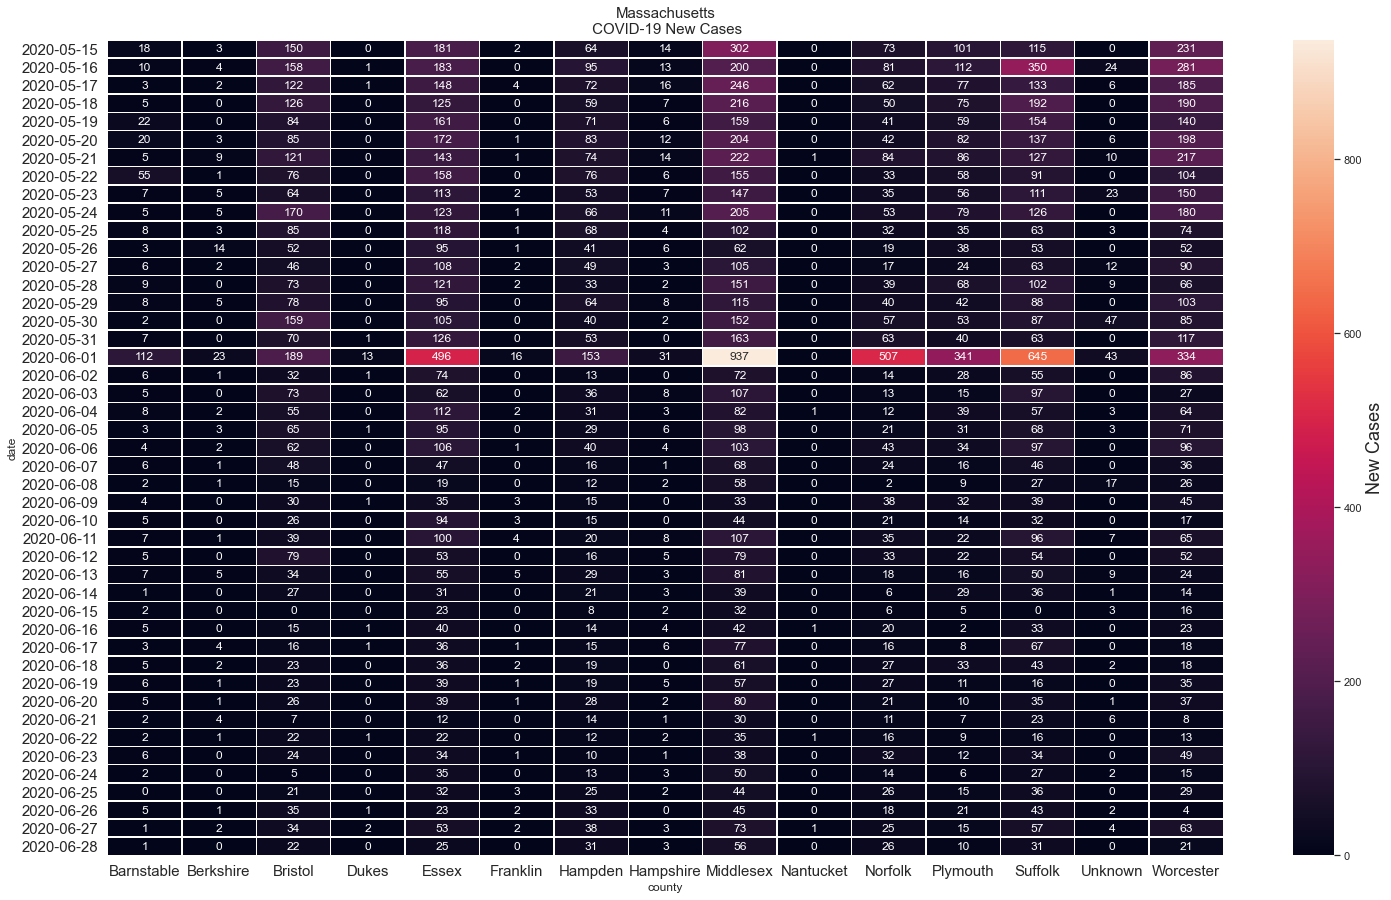 Massachusetts
COVID-19 New Cases
2020-05-15 18 3 150 0 181 2 64 14 302 0 73 101 115 0 231
2020-05-16 10 4 158 1 183 0 95 13 200 0 81 112 350 24 281
2020-05-17 3 2 122 1 148 4 72 16 246 0 62 77 133 6 185
2020-05-18 5 0 126 0 125 0 59 7 216 0 50 75 192 0 190
2020-05-19 22 0 84 0 161 0 71 6 159 0 41 59 154 0 140
2020-05-20 20 3 85 0 172 1 83 12 204 0 42 82 137 6 198
2020-05-21 5 9 121 0 143 1 74 14 222 1 84 86 127 10 217
2020-05-22 55 1 76 0 158 0 76 6 155 0 33 58 91 0 104
2020-05-23 7 5 64 0 113 2 53 7 147 0 35 56 111 23 150
2020-05-24 5 5 170 0 123 1 66 11 205 0 53 79 126 0 180
2020-05-25 8 3 85 0 118 1 68 4 102 0 32 35 63 3 74
2020-05-26 3 14 52 0 95 1 41 6 62 0 19 38 53 0 52
2020-05-27 6 2 46 0 108 2 49 3 105 0 17 24 63 12 90
2020-05-28 9 0 73 0 121 2 33 2 151 0 39 68 102 9 66
2020-05-29 8 5 78 0 95 0 64 8 115 0 40 42 88 0 103
2020-05-30 2 0 159 0 105 0 40 2 152 0 57 53 87 47 85
2020-05-31 7 0 70 1 126 0 53 0 163 0 63 40 63 0 117
2020-06-01 112 23 189 13 496 16 153 31 937 0 507 341 645 43 334
2020-06-02 6 1 32 1 74 0 13 0 72 0 14 28 55 0 86
2020-06-03 5 0 73 0 62 0 36 8 107 0 13 15 97 0 27
2020-06-04 8 2 55 0 112 2 31 3 82 1 12 39 57 3 64
2020-06-05 3 3 65 1 95 0 29 6 98 0 21 31 68 3 71
2020-06-06 4 2 62 0 106 1 40 4 103 0 43 34 97 0 96
2020-06-07 6 1 48 0 47 0 16 1 68 0 24 16 46 0 36
2020-06-08 2 1 15 0 19 0 12 2 58 0 2 9 27 17 26
2020-06-09 4 0 30 1 35 3 15 0 33 0 38 32 39 0 45
2020-06-10 5 0 26 0 94 3 15 0 44 0 21 14 32 0 17
2020-06-11 7 1 39 0 100 4 20 8 107 0 35 22 96 7 65
2020-06-12 5 0 79 0 53 0 16 5 79 0 33 22 54 0 52
2020-06-13 7 5 34 0 55 5 29 3 81 0 18 16 50 9 24
2020-06-14 1 0 27 0 31 0 21 3 39 0 6 29 36 1 14
2020-06-15 2 0 0 0 23 0 8 2 32 0 6 5 0 3 16
2020-06-16 5 0 15 1 40 0 14 4 42 1 20 2 33 0 23
2020-06-17 3 4 16 1 36 1 15 6 77 0 16 8 67 0 18
2020-06-18 5 2 23 0 36 2 19 0 61 0 27 33 43 2 18
2020-06-19 6 1 23 0 39 1 19 5 57 0 27 11 16 0 35
2020-06-20 5 1 26 0 39 1 28 2 80 0 21 10 35 1 37
2020-06-21 2 4 7 0 12 0 14 1 30 0 11 7 23 6 8
2020-06-22 2 1 22 1 22 0 12 2 35 1 16 9 16 0 13
2020-06-23 6 0 24 0 34 1 10 1 38 0 32 12 34 0 49
2020-06-24 2 0 5 0 35 0 13 3 50 0 14 6 27 2 15
2020-06-25 0 0 21 0 32 3 25 2 44 0 26 15 36 0 29
2020-06-26 5 1 35 1 23 2 33 0 45 0 18 21 43 2 4
2020-06-27 1 2 34 2 53 2 38 3 73 1 25 15 57 4 63
2020-06-28 1 0 22 0 25 0 31 3 56 0 26 10 31 0 21
Barnstable Berkshire Bristol Dukes Essex Franklin Hampden Hampshire Middlesex Nantucket Norfolk Plymouth Suffolk Unknown Worcester
county
date
800
600
400
200
0
New Cases